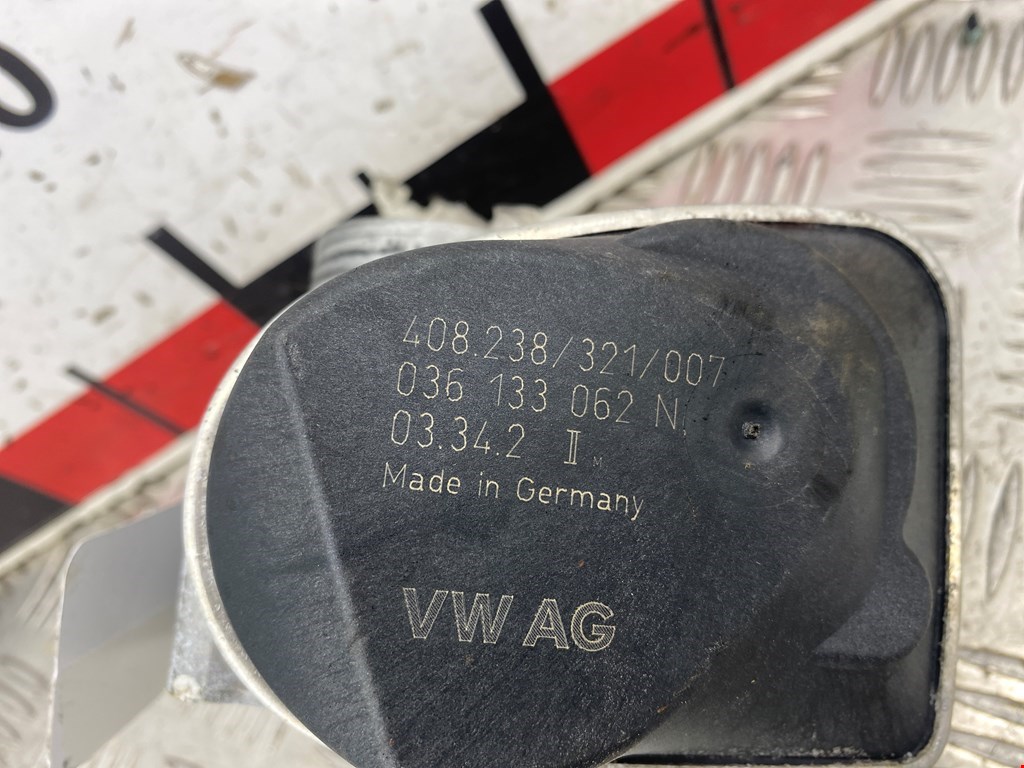 408.238/321/007
036 133 062 N
03.34.2 II M
Made in Germany
VW AG